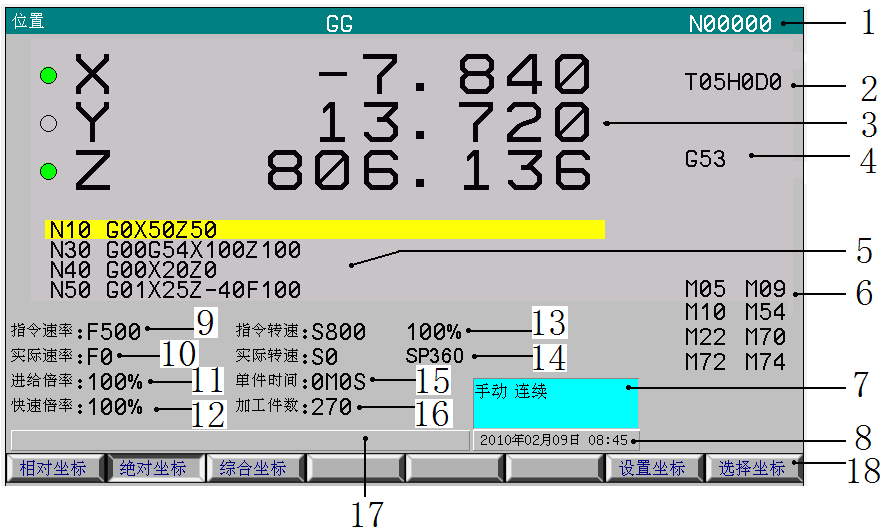 位置 GG N00000 1
X -7.840
T05H0D0 2
Y 13.720 3
Z 806.136 G53 4
N10 G0X50Z50
N30 G00G54X100Z100 5
N40 G00X20Z0
N50 G01X25Z-40F100
M05 M09 6
M10 M54
M22 M70
M72 M74
指令速率:F500 9 指令转速:S800 100% 13
实际速率:F0 10 实际转速:S0 SP360 14
进给倍率:100% 11 单件时间:0M0S 15
快速倍率:100% 12 加工件数:270 16
手动 连续 7
2010年02月09日 08:45 8
相对坐标 绝对坐标 综合坐标 设置坐标 选择坐标 18
17